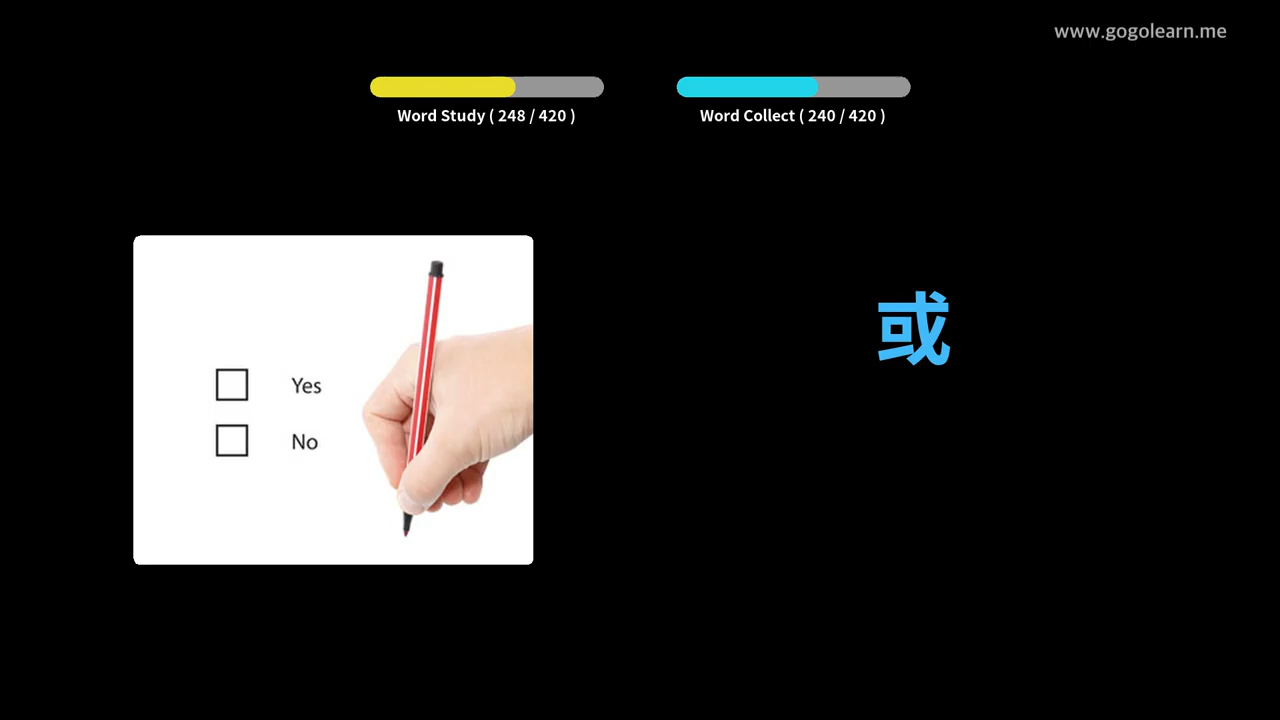 www.gogolearn.me
Word Study ( 248 / 420 )
Word Collect ( 240 / 420 )
或
Yes
No